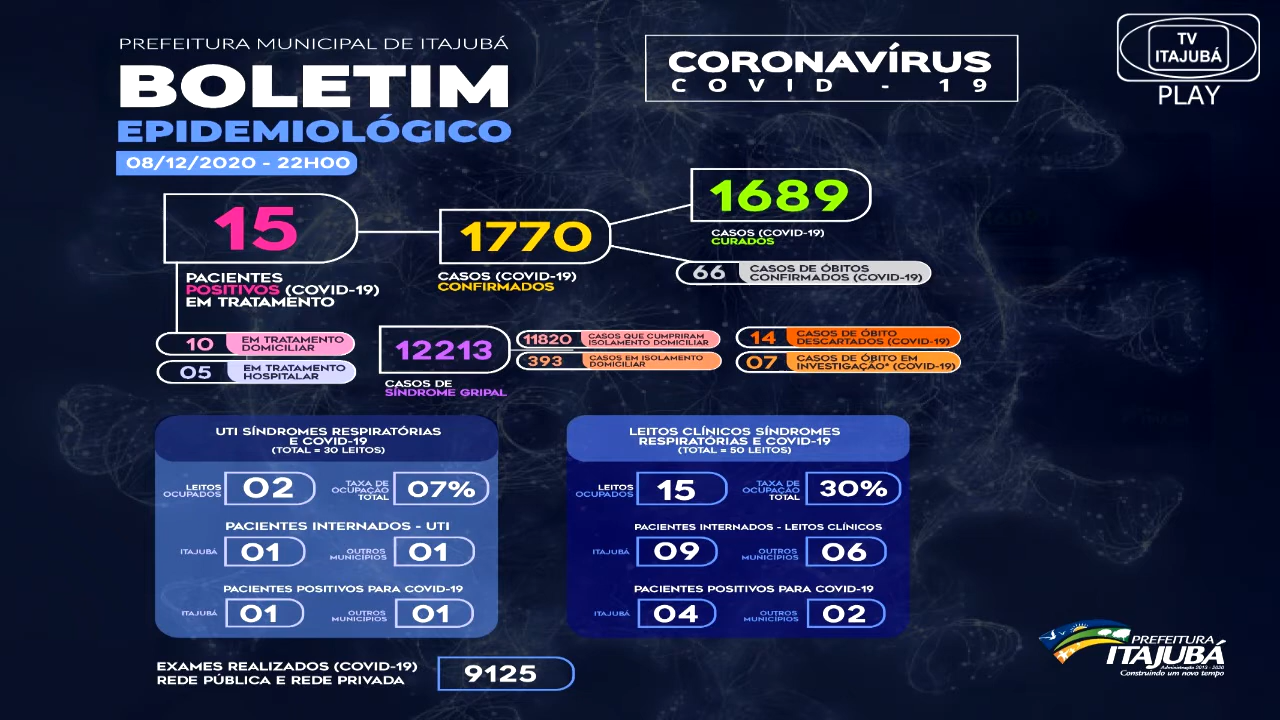 PREFEITURA MUNICIPAL DE ITAJUBÁ
BOLETIM
EPIDEMIOLÓGICO
08/12/2020 - 22H00
CORONAVÍRUS
COVID - 19
TV
ITAJUBÁ
PLAY
15
PACIENTES
POSITIVOS (COVID-19)
EM TRATAMENTO
1770
CASOS (COVID-19)
CONFIRMADOS
1689
CASOS (COVID-19)
CURADOS
66
CASOS DE ÓBITOS
CONFIRMADOS (COVID-19)
10
EM TRATAMENTO
DOMICILIAR
05
EM TRATAMENTO
HOSPITALAR
12213
CASOS DE
SÍNDROME GRIPAL
11820
CASOS QUE CUMPRIRAM
ISOLAMENTO DOMICILIAR
393
CASOS EM ISOLAMENTO
DOMICILIAR
14
CASOS DE ÓBITO
DESCARTADOS (COVID-19)
07
CASOS DE ÓBITO EM
INVESTIGAÇÃO* (COVID-19)
UTI SÍNDROMES RESPIRATÓRIAS
E COVID-19
(TOTAL = 30 LEITOS)
LEITOS
OCUPADOS
02
TAXA DE
OCUPAÇÃO
TOTAL
07%
PACIENTES INTERNADOS - UTI
ITAJUBÁ
01
OUTROS
MUNICÍPIOS
01
PACIENTES POSITIVOS PARA COVID-19
ITAJUBÁ
01
OUTROS
MUNICÍPIOS
01
LEITOS CLÍNICOS SÍNDROMES
RESPIRATÓRIAS E COVID-19
(TOTAL = 50 LEITOS)
LEITOS
OCUPADOS
15
TAXA DE
OCUPAÇÃO
TOTAL
30%
PACIENTES INTERNADOS - LEITOS CLÍNICOS
ITAJUBÁ
09
OUTROS
MUNICÍPIOS
06
PACIENTES POSITIVOS PARA COVID-19
ITAJUBÁ
04
OUTROS
MUNICÍPIOS
02
EXAMES REALIZADOS (COVID-19)
REDE PÚBLICA E REDE PRIVADA
9125
PREFEITURA
ITAJUBÁ
Administração 2013 - 2020
Construindo um novo tempo